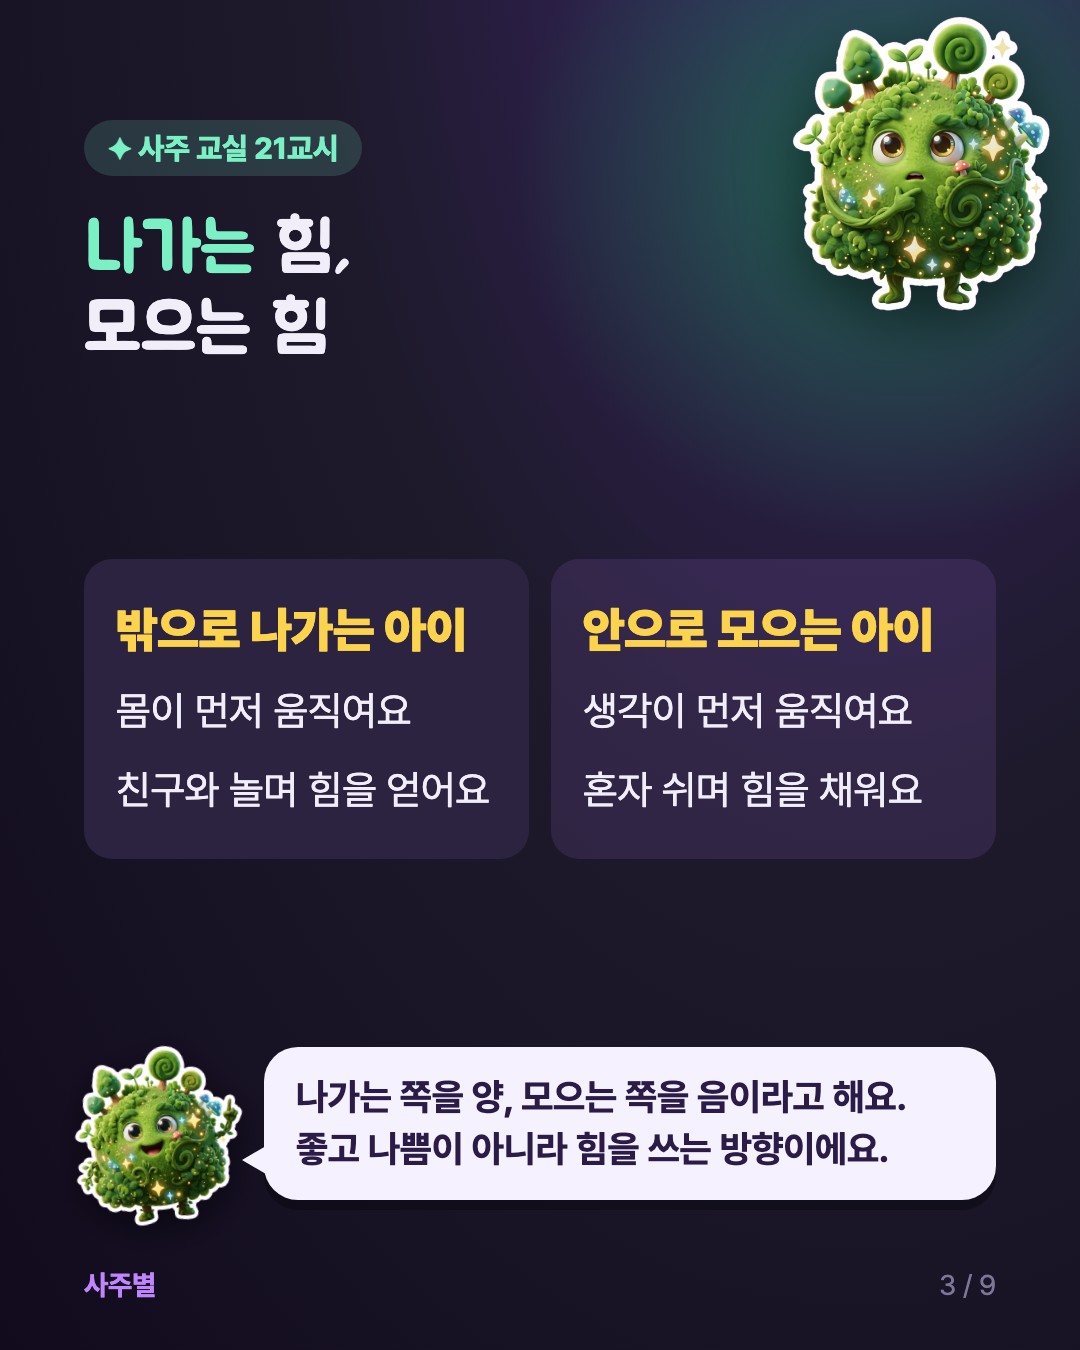 ✦ 사주 교실 21교시
나가는 힘,
모으는 힘
밖으로 나가는 아이
몸이 먼저 움직여요
친구와 놀며 힘을 얻어요
안으로 모으는 아이
생각이 먼저 움직여요
혼자 쉬며 힘을 채워요
나가는 쪽을 양, 모으는 쪽을 음이라고 해요.
좋고 나쁨이 아니라 힘을 쓰는 방향이에요.
사주별
3 / 9